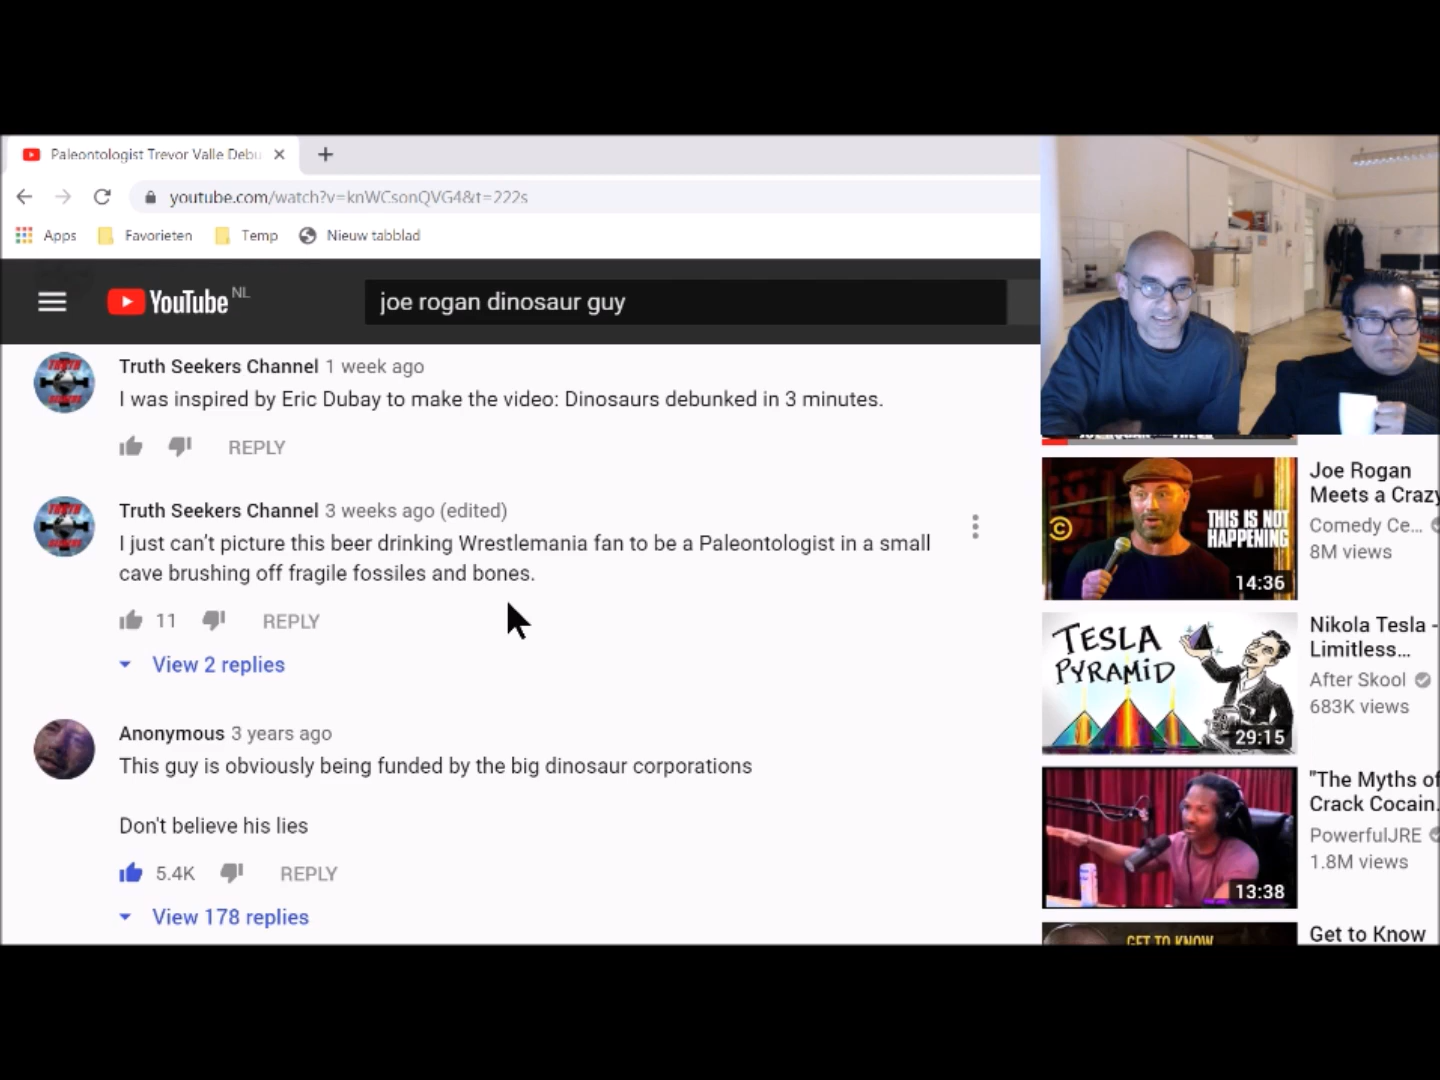 Paleontologist Trevor Valle Debu
youtube.com/watch?v=knWCsonQVG4&t=222s
Apps
Favorieten
Temp
Nieuw tabblad
YouTube NL
joe rogan dinosaur guy
Truth Seekers Channel 1 week ago
I was inspired by Eric Dubay to make the video: Dinosaurs debunked in 3 minutes.
REPLY
Truth Seekers Channel 3 weeks ago (edited)
I just can't picture this beer drinking Wrestlemania fan to be a Paleontologist in a small
cave brushing off fragile fossiles and bones.
11 REPLY
View 2 replies
Anonymous 3 years ago
This guy is obviously being funded by the big dinosaur corporations
Don't believe his lies
5.4K REPLY
View 178 replies
THIS IS NOT
HAPPENING
14:36
Joe Rogan
Meets a Crazy
Comedy Ce...
8M views
TESLA
PYRAMID
29:15
Nikola Tesla -
Limitless...
After Skool
683K views
13:38
"The Myths of
Crack Cocain
PowerfulJRE
1.8M views
GET TO KNOW
Get to Know